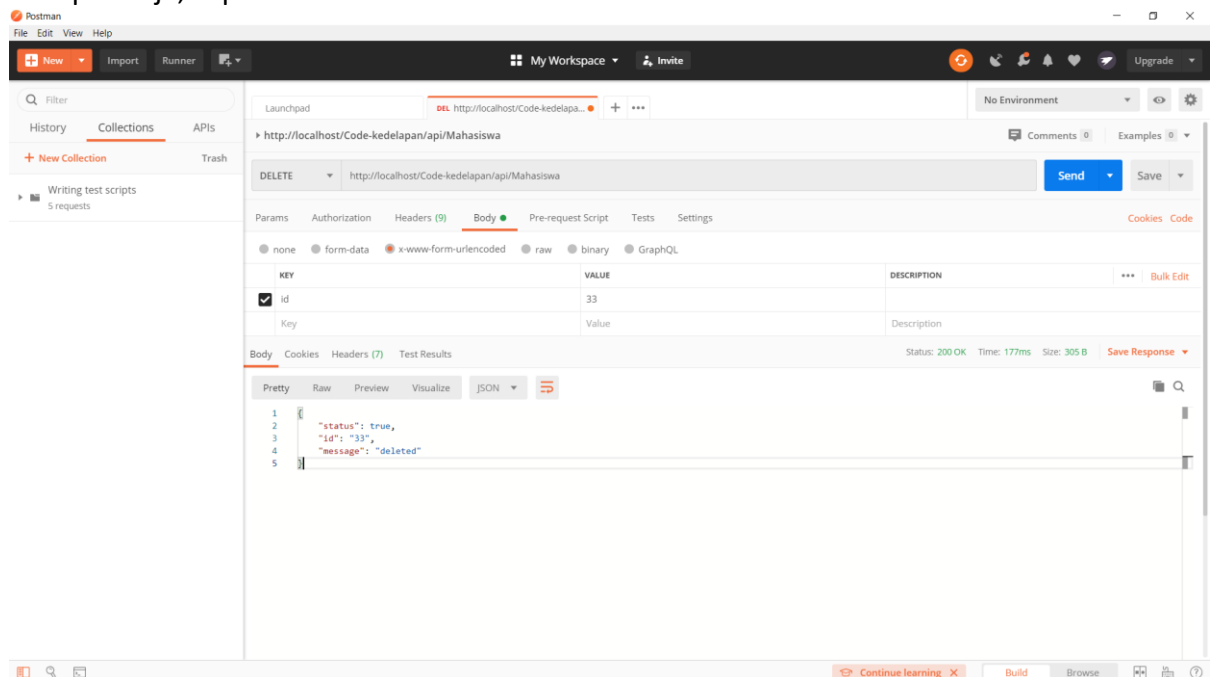 Postman
File Edit View Help
New Import Runner My Workspace Invite Upgrade
Filter
History Collections APIs
+ New Collection Trash
Writing test scripts
5 requests
Launchpad DEL http://localhost/Code-kedelapa... + ••• No Environment
http://localhost/Code-kedelapan/api/Mahasiswa Comments 0 Examples 0
DELETE http://localhost/Code-kedelapan/api/Mahasiswa Send Save
Params Authorization Headers (9) Body Pre-request Script Tests Settings Cookies Code
none form-data x-www-form-urlencoded raw binary GraphQL
KEY VALUE DESCRIPTION ••• Bulk Edit
id 33
Key Value Description
Body Cookies Headers (7) Test Results Status: 200 OK Time: 177ms Size: 305 B Save Response
Pretty Raw Preview Visualize JSON
1 {
2 "status": true,
3 "id": "33",
4 "message": "deleted"
5 }
Continue learning X Build Browse